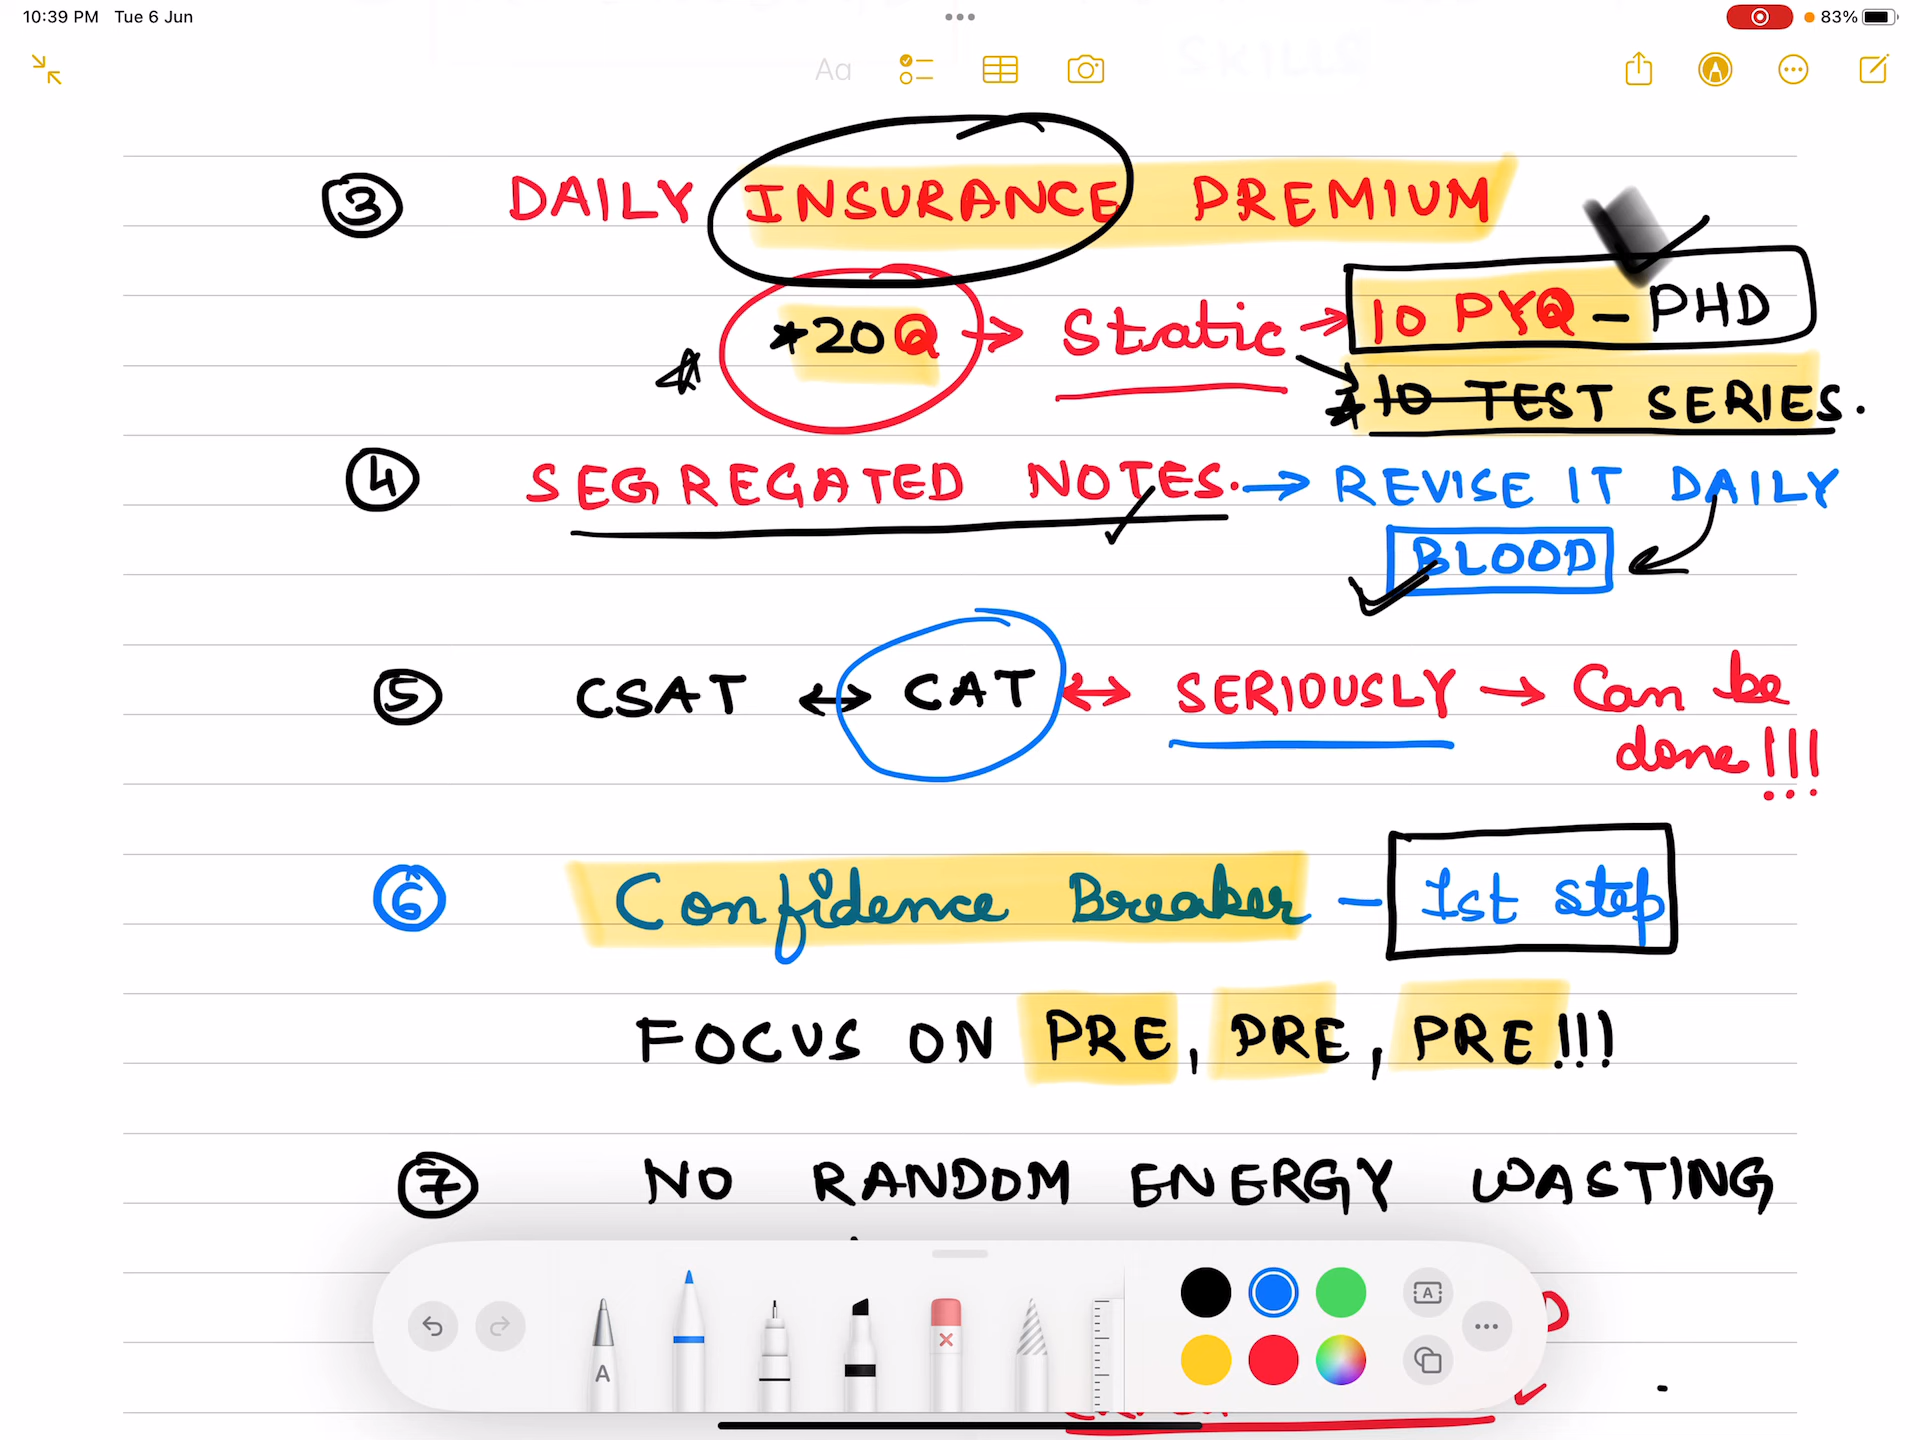 10:39 PM Tue 6 Jun
83%
Aa
③ DAILY INSURANCE PREMIUM
*20Q → Static → 10 PYQ - PHD
10 TEST SERIES.
④ SEGREGATED NOTES. → REVISE IT DAILY
BLOOD
⑤ CSAT ↔ CAT ↔ SERIOUSLY → Can be
done!!!
⑥ Confidence Breaker - 1st step
FOCUS ON PRE, PRE, PRE!!!
⑦ NO RANDOM ENERGY WASTING
A
A